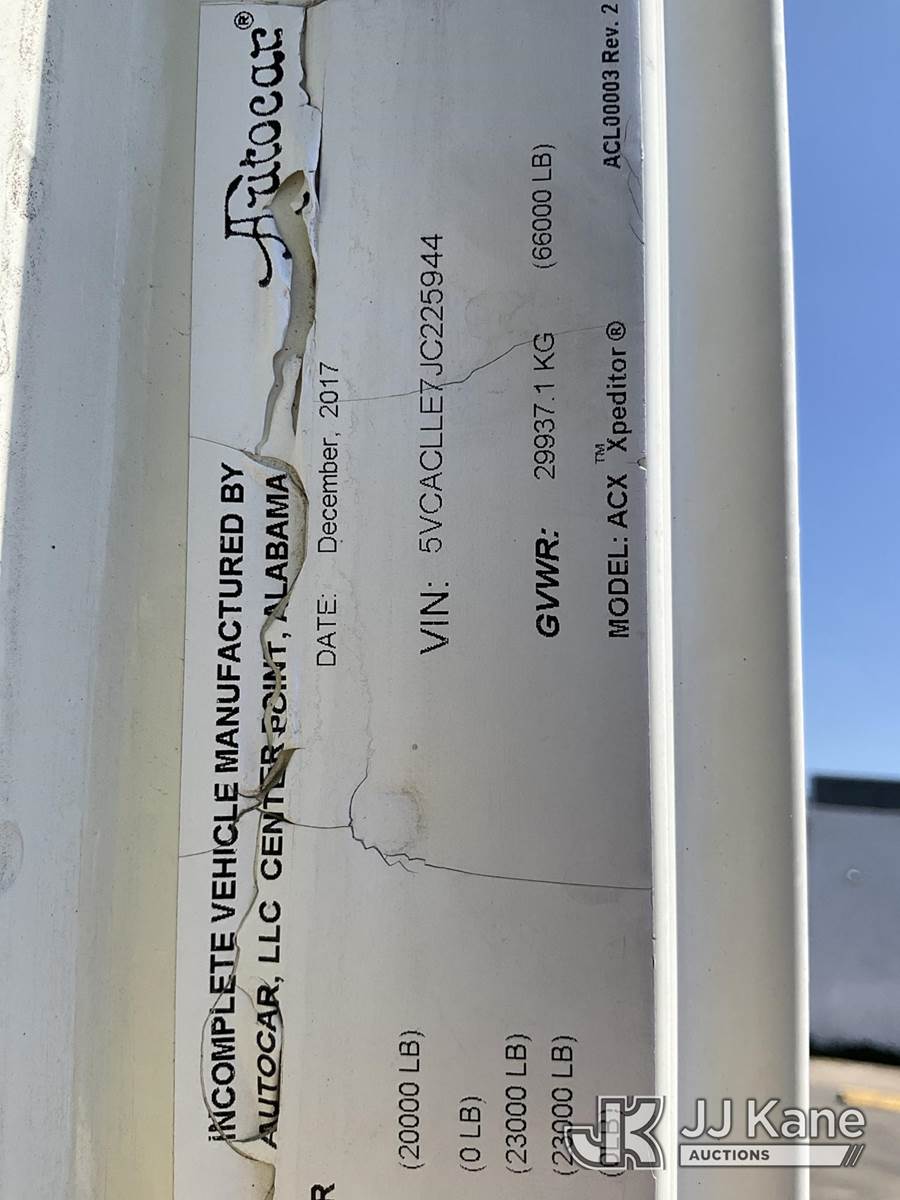 INCOMPLETE VEHICLE MANUFACTURED BY
AUTOCAR, LLC CENTER POINT, ALABAMA
Autocar®
DATE: December, 2017
VIN: 5VCACLLE7JC225944
GVWR: 29937.1 KG (66000 LB)
MODEL: ACX™ Xpeditor®
ACL00003 Rev. 2
R
(20000 LB)
(0 LB)
(23000 LB)
(23000 LB)
JJ Kane
AUCTIONS